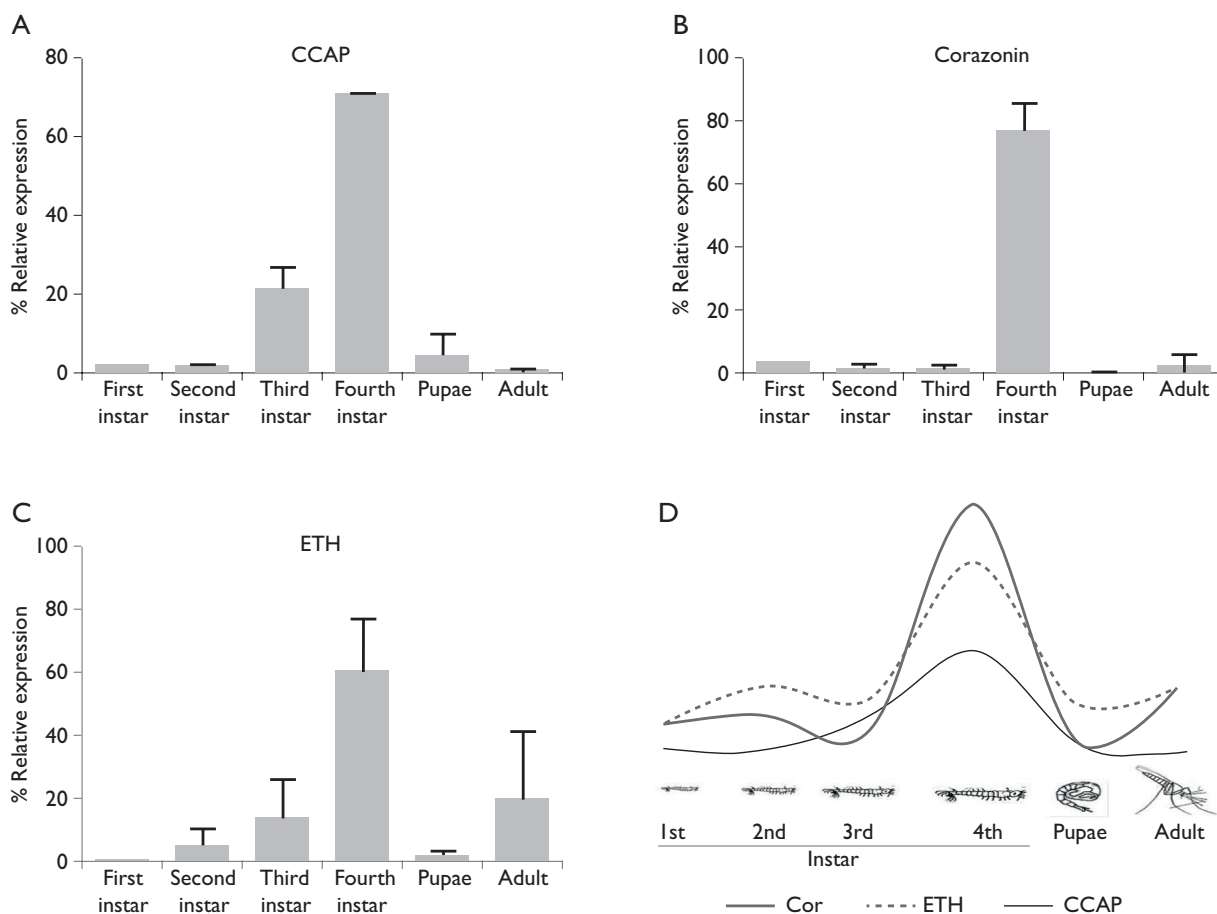 A
CCAP
% Relative expression
80
60
40
20
0
First instar
Second instar
Third instar
Fourth instar
Pupae
Adult
B
Corazonin
% Relative expression
100
80
60
40
20
0
First instar
Second instar
Third instar
Fourth instar
Pupae
Adult
C
ETH
% Relative expression
100
80
60
40
20
0
First instar
Second instar
Third instar
Fourth instar
Pupae
Adult
D
1st 2nd 3rd 4th Pupae Adult
Instar
Cor ETH CCAP